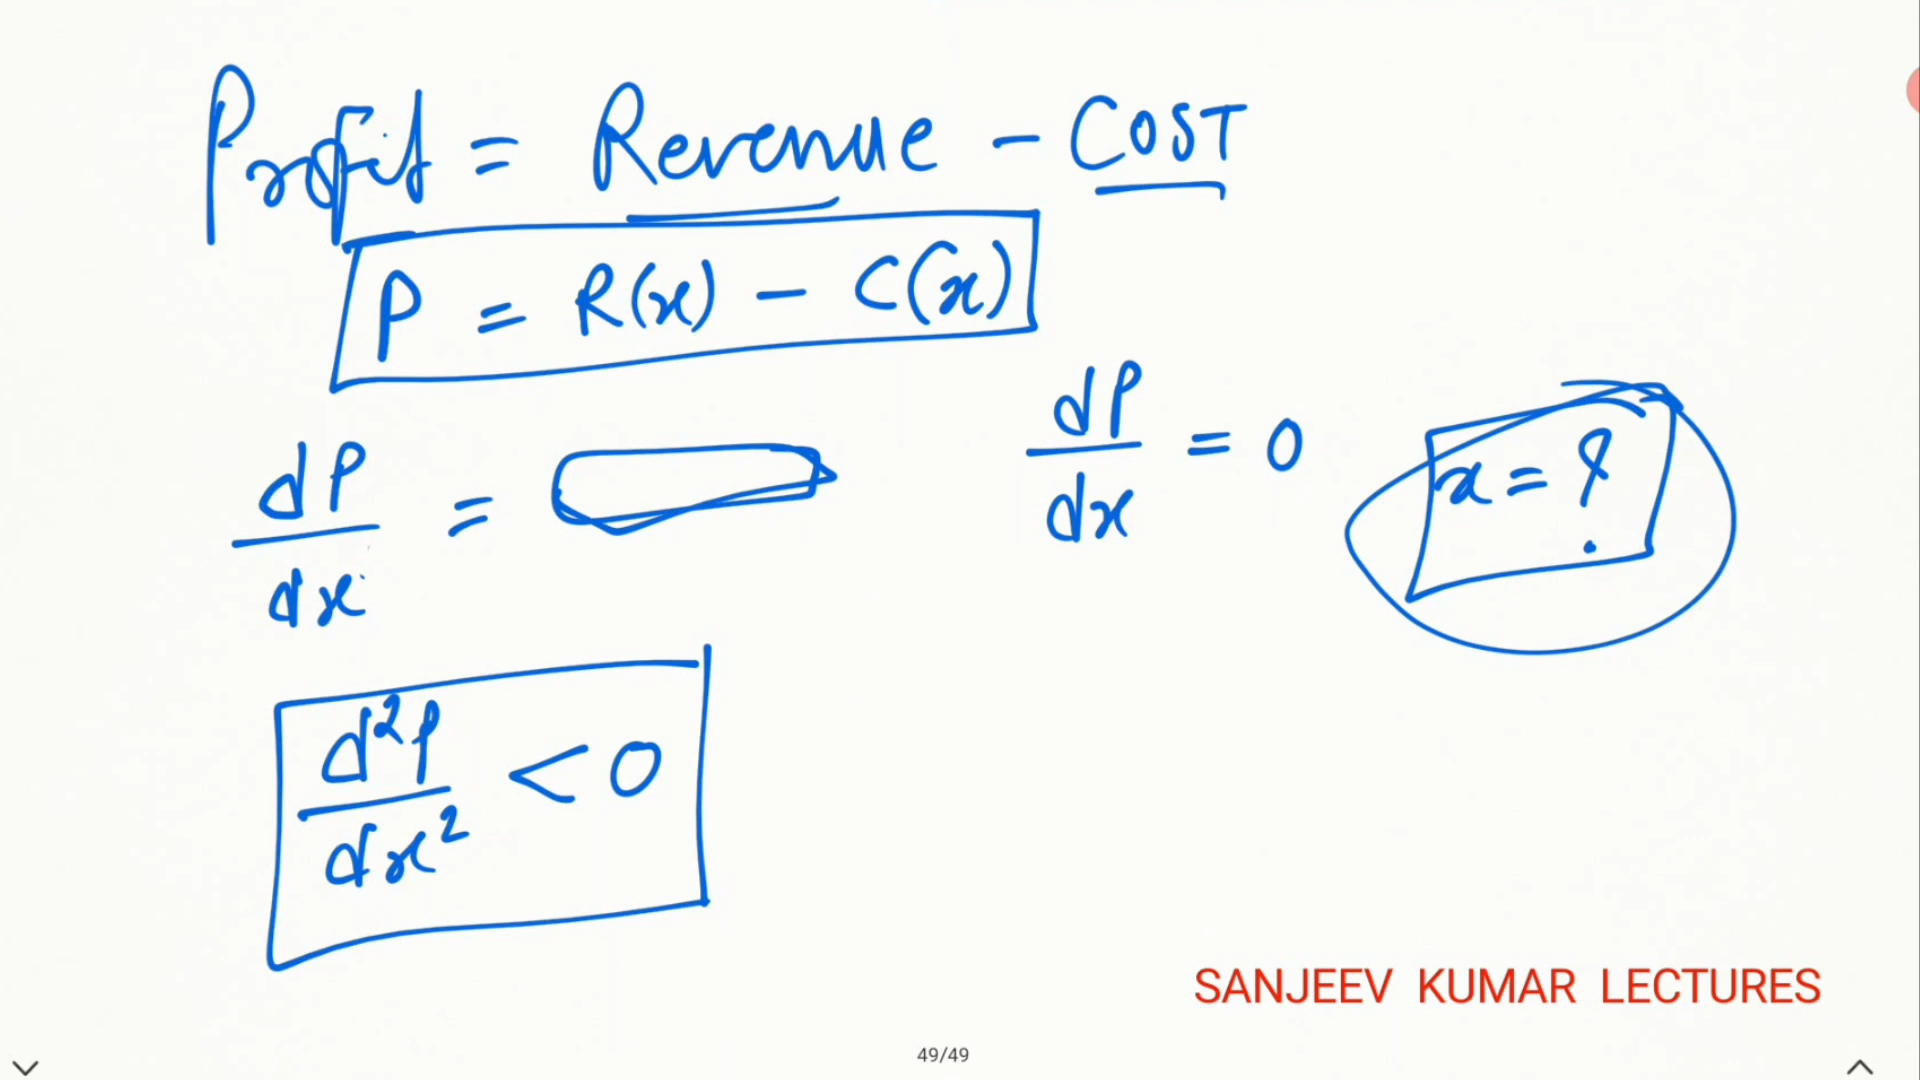 Profit = Revenue - COST
P = R(x) - C(x)
dP/dx =
dP/dx = 0
x = ?
d²P/dx² < 0
SANJEEV KUMAR LECTURES
49/49